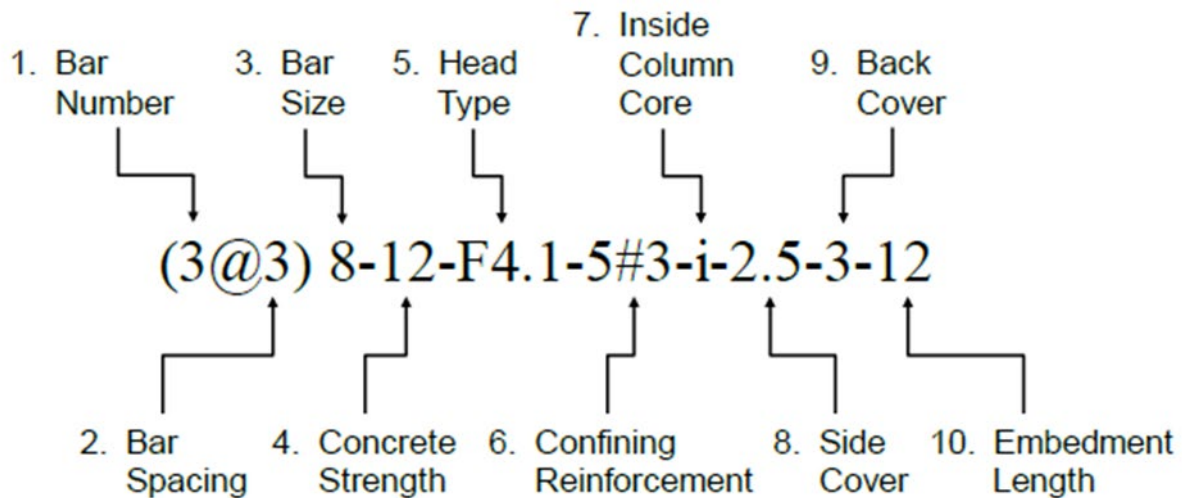 7. Inside
Column
Core
1. Bar
Number
3. Bar
Size
5. Head
Type
9. Back
Cover
(3@3) 8-12-F4.1-5#3-i-2.5-3-12
2. Bar
Spacing
4. Concrete
Strength
6. Confining
Reinforcement
8. Side
Cover
10. Embedment
Length